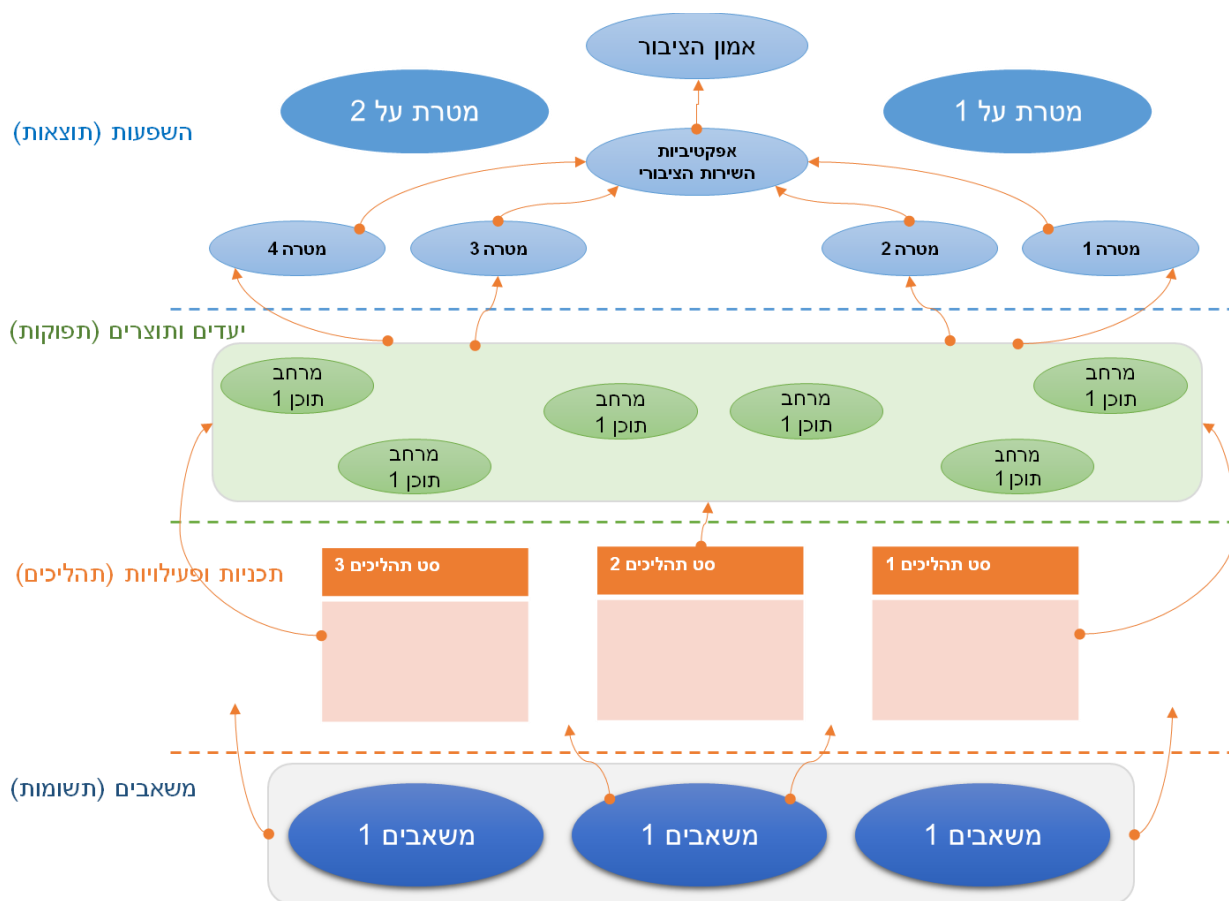 אמון הציבור
מטרת על 1
מטרת על 2
השפעות (תוצאות)
אפקטיביות
השירות הציבורי
מטרה 1
מטרה 2
מטרה 3
מטרה 4
יעדים ותוצרים (תפוקות)
מרחב
תוכן 1
מרחב
תוכן 1
מרחב
תוכן 1
מרחב
תוכן 1
מרחב
תוכן 1
מרחב
תוכן 1
תכניות ופעילויות (תהליכים)
סט תהליכים 1
סט תהליכים 2
סט תהליכים 3
משאבים (תשומות)
משאבים 1
משאבים 1
משאבים 1